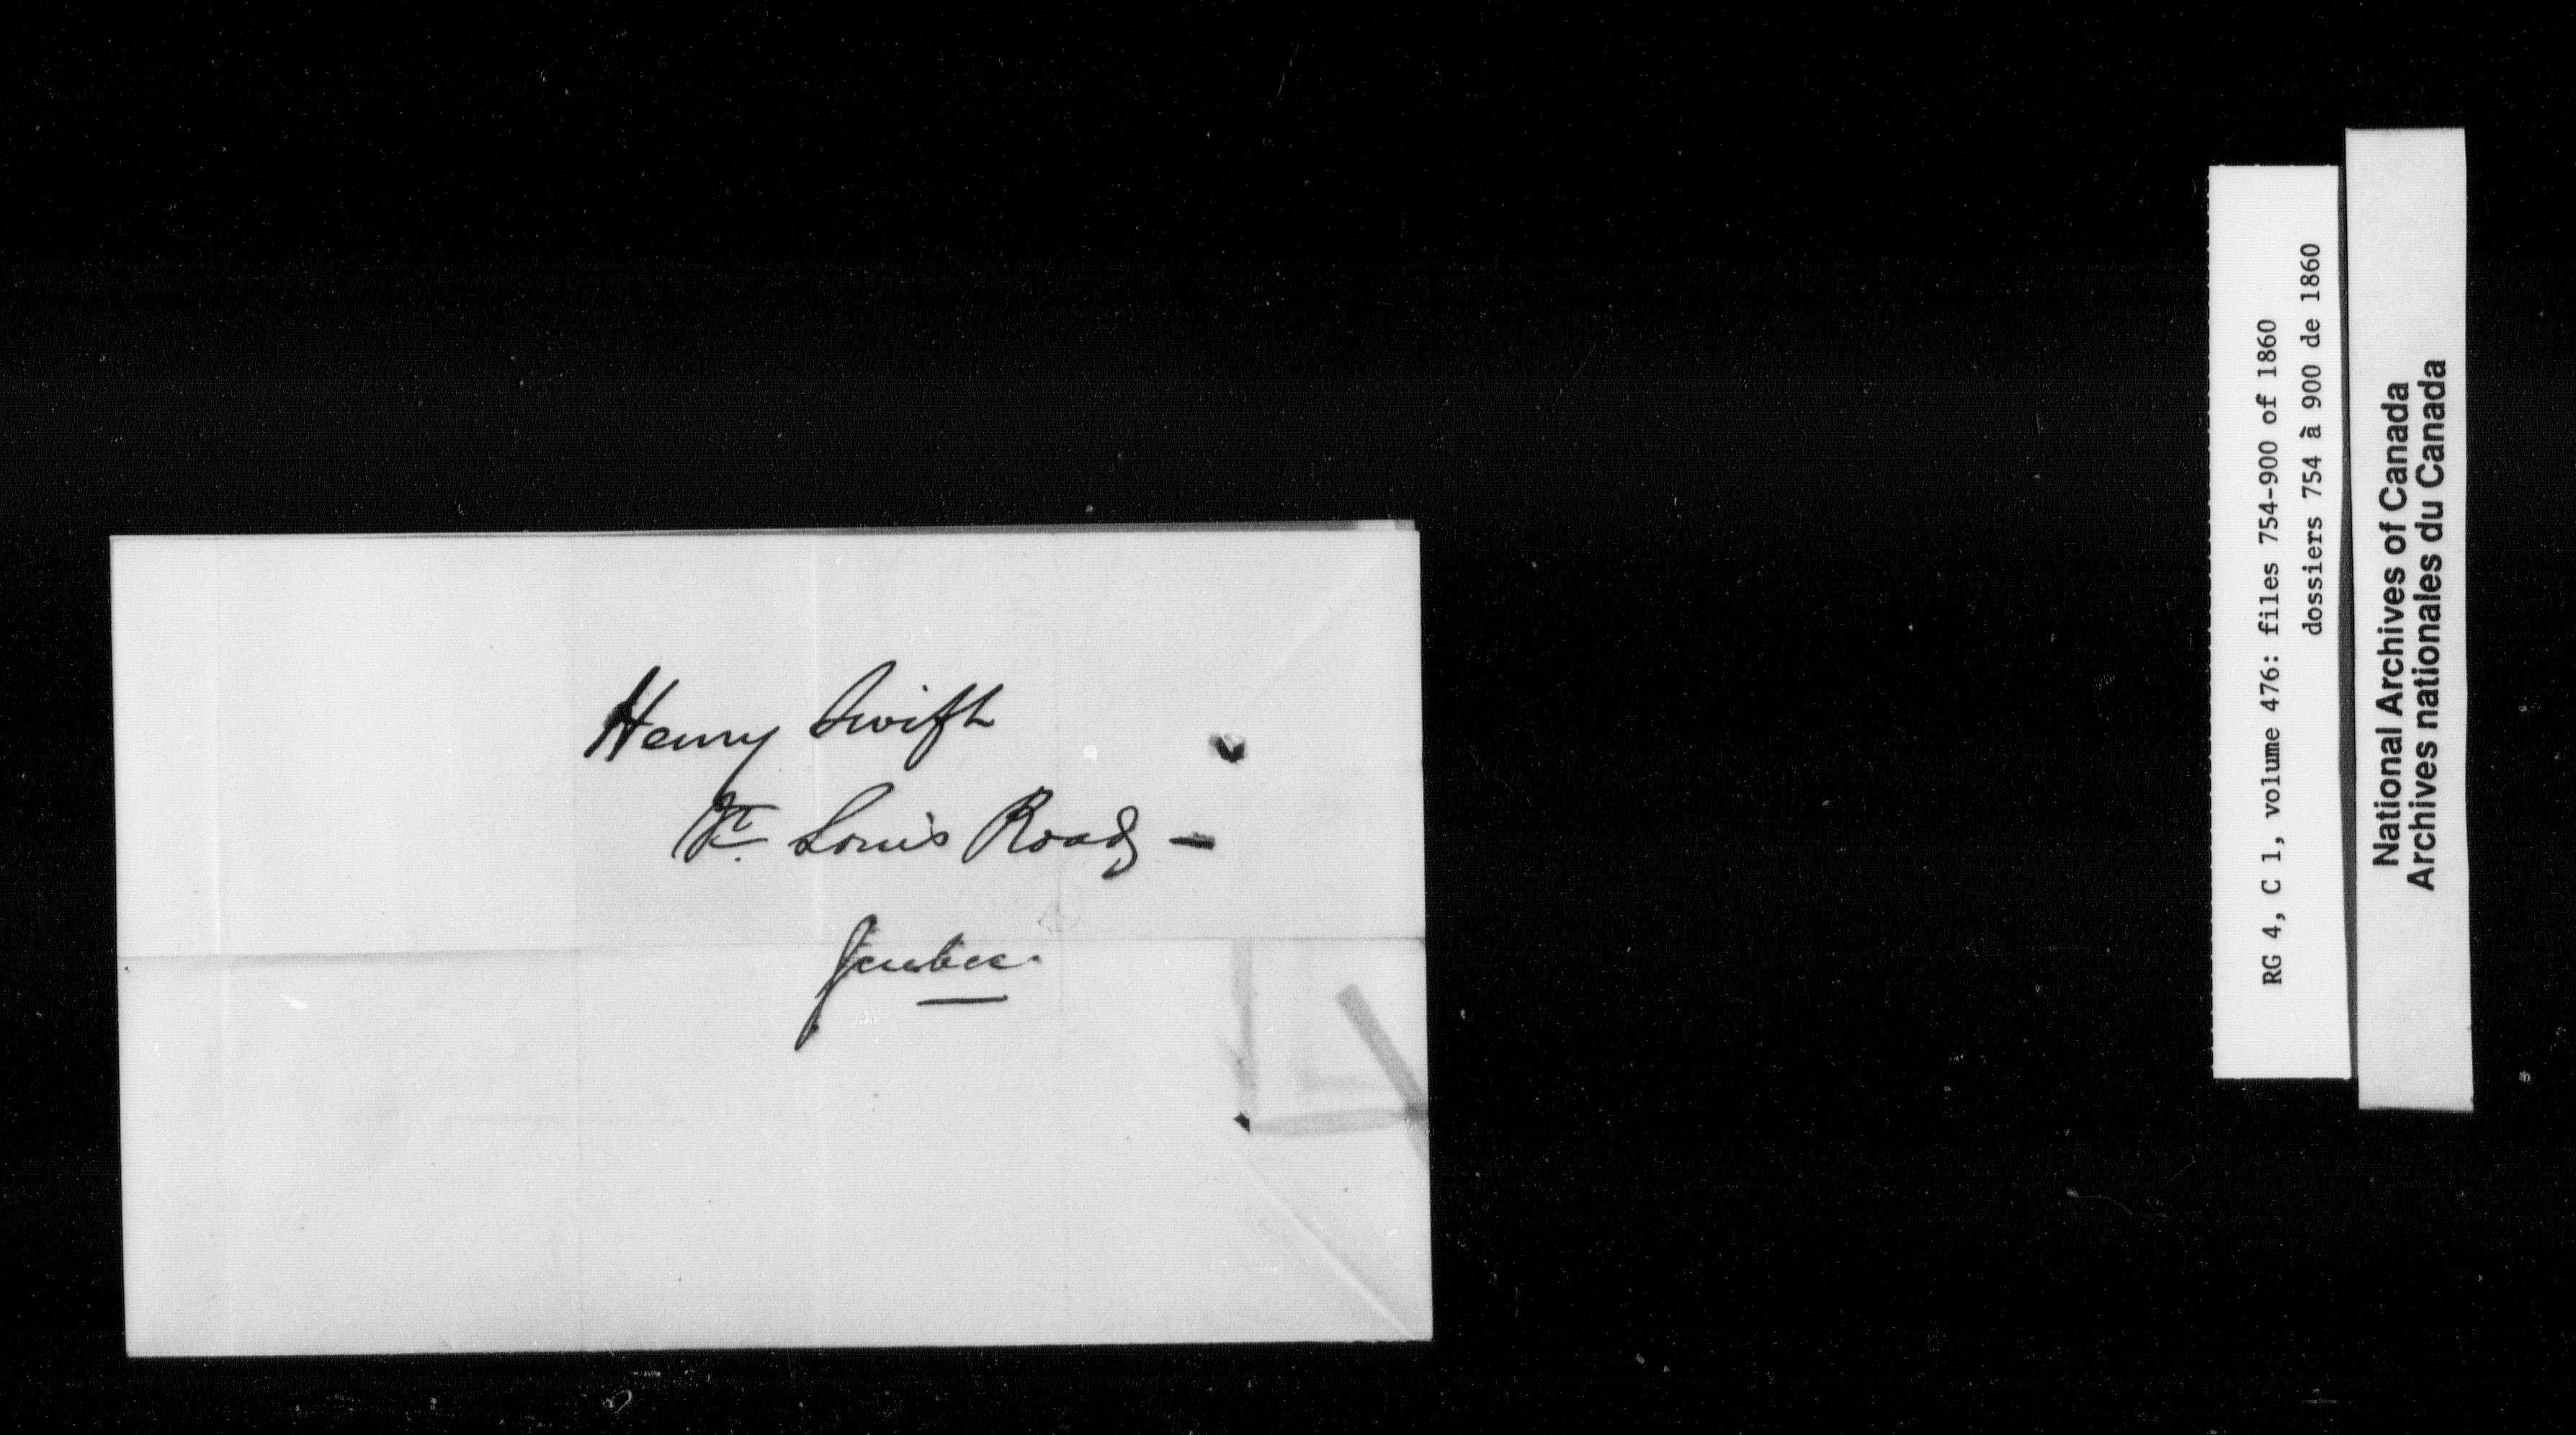 Henry Swift
St. Louis Road -
Quebec.
RG 4, C 1, volume 476: files 754-900 of 1860
dossiers 754 à 900 de 1860
National Archives of Canada
Archives nationales du Canada